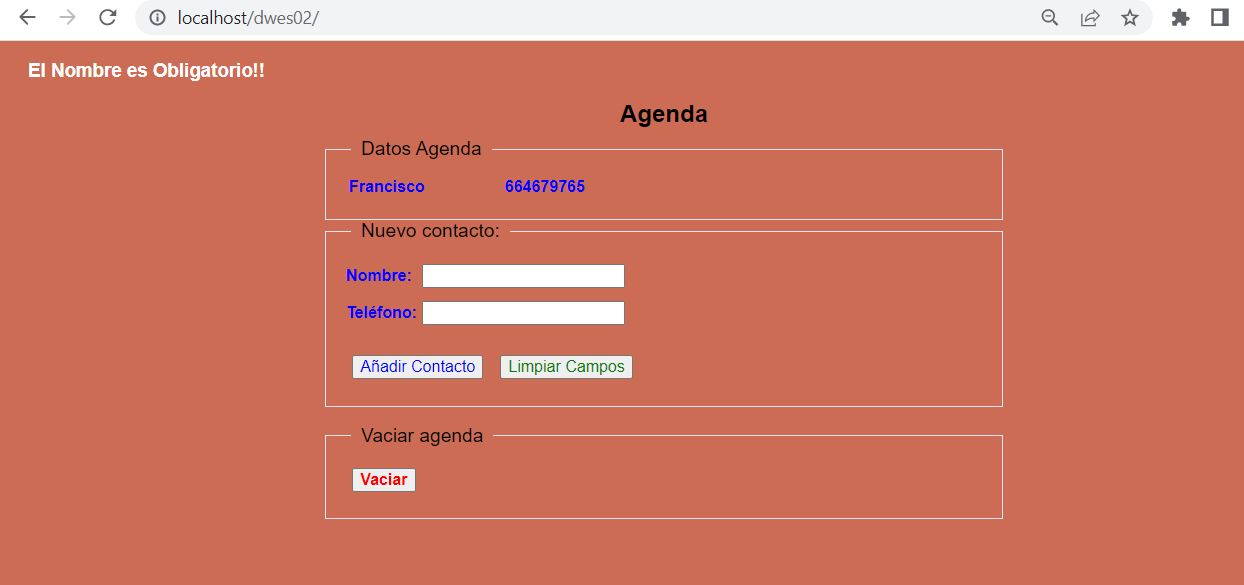 localhost/dwes02/
El Nombre es Obligatorio!!
Agenda
Datos Agenda
Francisco 664679765
Nuevo contacto:
Nombre:
Teléfono:
Añadir Contacto Limpiar Campos
Vaciar agenda
Vaciar